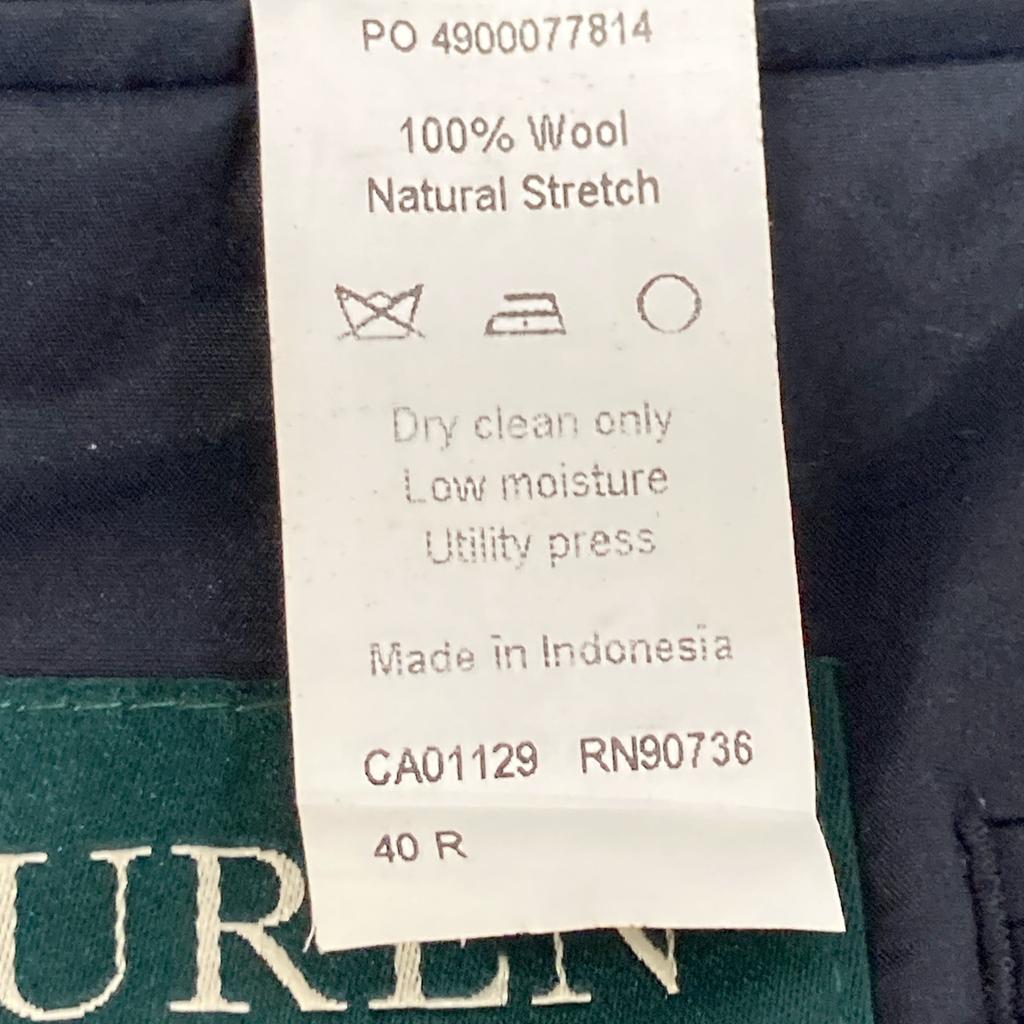 PO 4900077814
100% Wool
Natural Stretch
Dry clean only
Low moisture
Utility press
Made in Indonesia
CA01129 RN90736
40 R
UREN